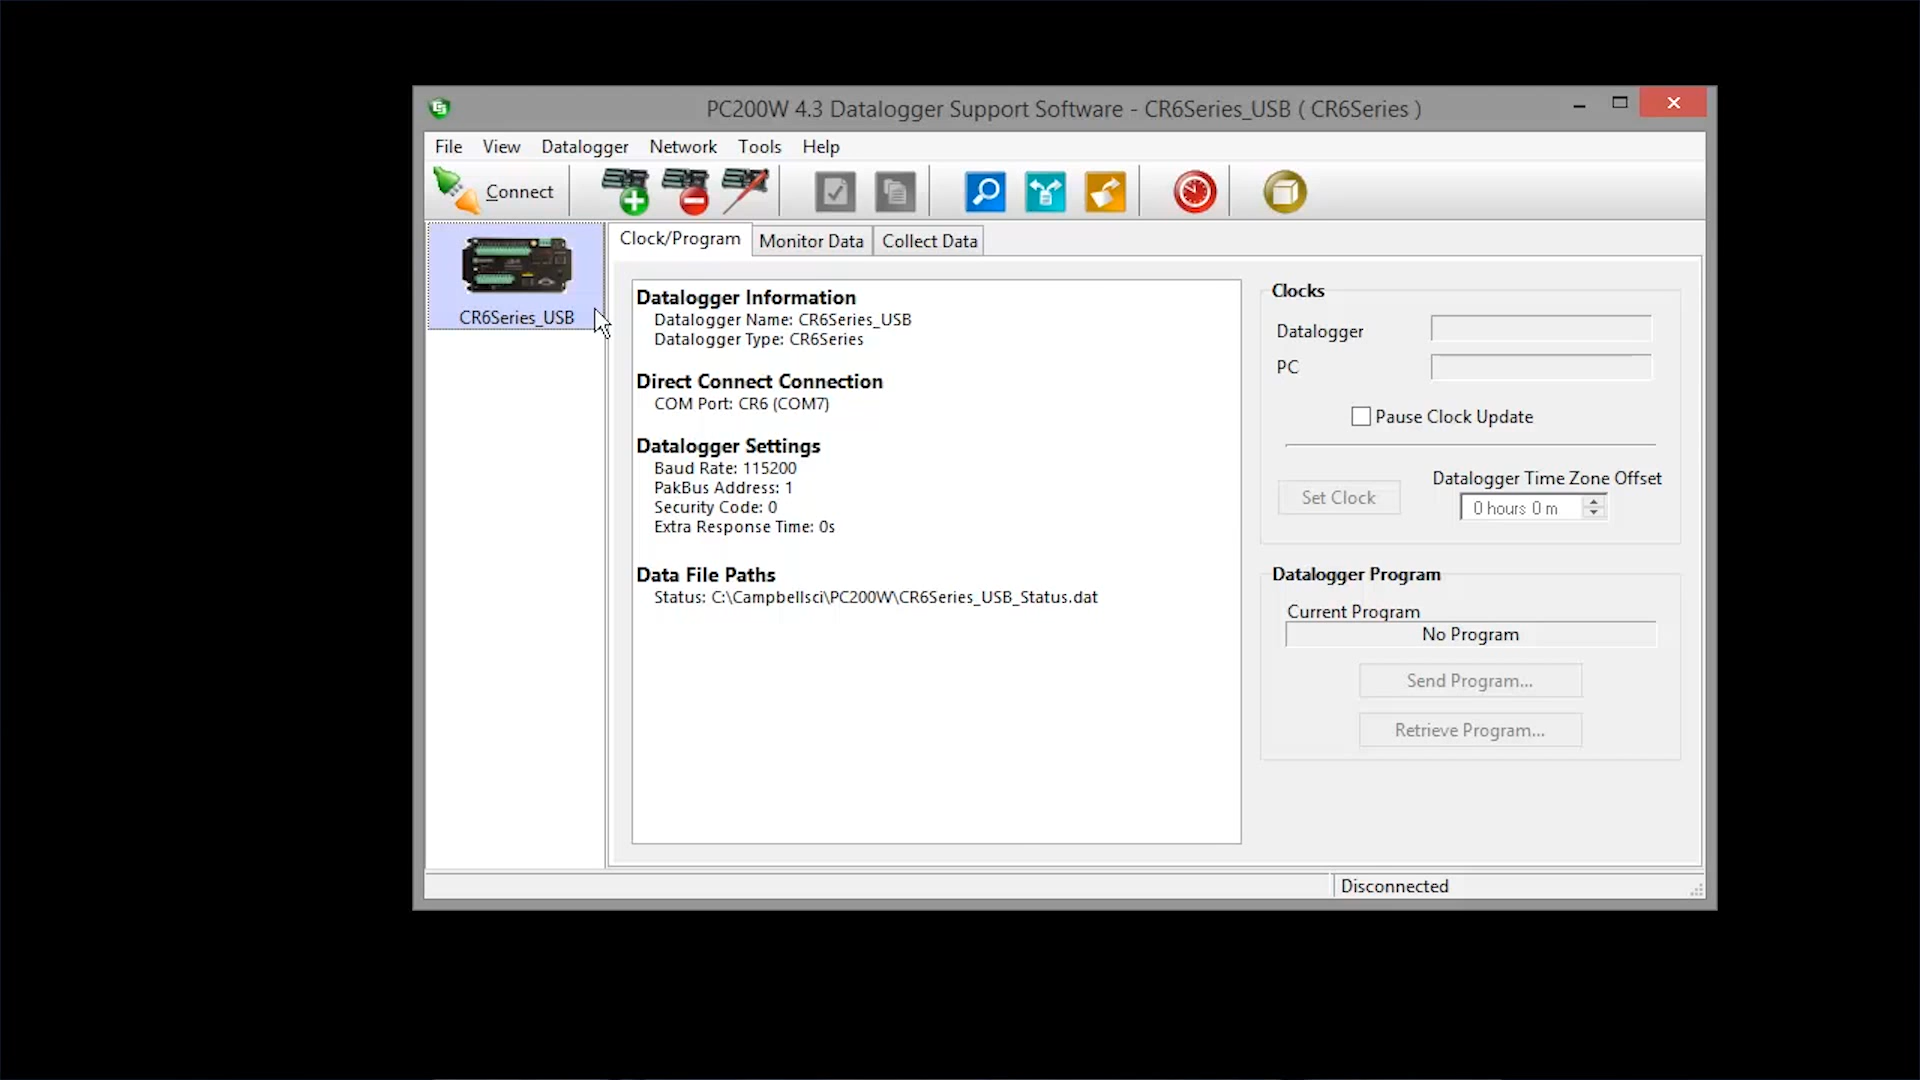 PC200W 4.3 Datalogger Support Software - CR6Series_USB ( CR6Series )
File View Datalogger Network Tools Help
Connect
CR6Series_USB
Clock/Program Monitor Data Collect Data
Datalogger Information
Datalogger Name: CR6Series_USB
Datalogger Type: CR6Series
Direct Connect Connection
COM Port: CR6 (COM7)
Datalogger Settings
Baud Rate: 115200
PakBus Address: 1
Security Code: 0
Extra Response Time: 0s
Data File Paths
Status: C:\Campbellsci\PC200W\CR6Series_USB_Status.dat
Clocks
Datalogger
PC
Pause Clock Update
Datalogger Time Zone Offset
Set Clock
0 hours 0 m
Datalogger Program
Current Program
No Program
Send Program...
Retrieve Program...
Disconnected